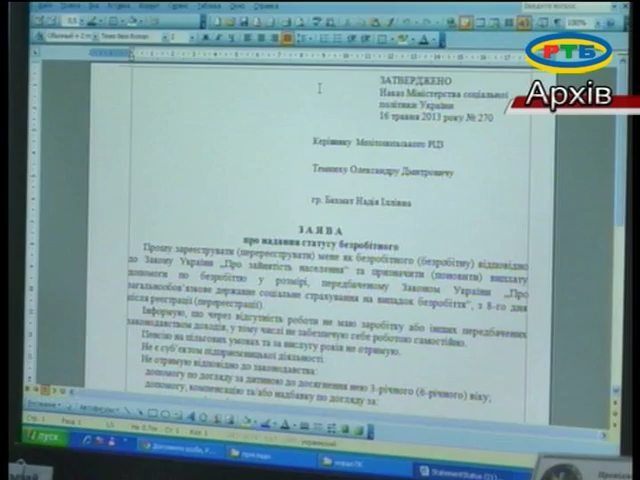 РТБ
Архів
ЗАТВЕРДЖЕНО
Наказ Міністерства соціальної
політики України
16 травня 2013 року № 270
Керівнику
Олександру Дмитровичу
гр. Бахмат Надія Іллівна
ЗАЯВА
про надання статусу безробітного
Прошу зареєструвати (перереєструвати) мене як безробітного (безробітну) відповідно
до Закону України „Про зайнятість населення" та призначити (поновити) виплату
допомоги по безробіттю у розмірі, передбаченому Законом України „Про
загальнообов'язкове державне соціальне страхування на випадок безробіття", з 8-го дня
після реєстрації (перереєстрації).
Інформую, що через відсутність роботи не маю заробітку або інших передбачених
законодавством доходів, у тому числі не забезпечую себе роботою самостійно.
Пенсію на пільгових умовах та за вислугу років не отримую.
Не є суб'єктом підприємницької діяльності.
Не отримую відповідно до законодавства:
допомогу по догляду за дитиною до досягнення нею 3-річного (6-річного) віку;
допомогу, компенсацію та/або надбавку по догляду за:
пуск